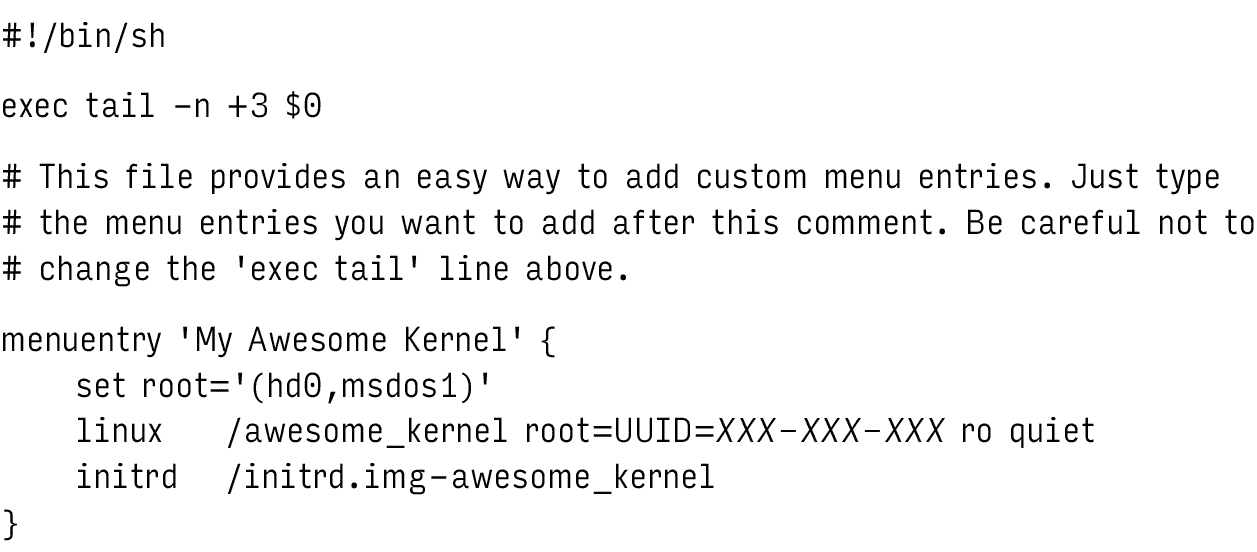 #!/bin/sh
exec tail -n +3 $0
# This file provides an easy way to add custom menu entries. Just type
# the menu entries you want to add after this comment. Be careful not to
# change the 'exec tail' line above.
menuentry 'My Awesome Kernel' {
     set root='(hd0,msdos1)'
     linux    /awesome_kernel root=UUID=XXX-XXX-XXX ro quiet
     initrd   /initrd.img-awesome_kernel
}